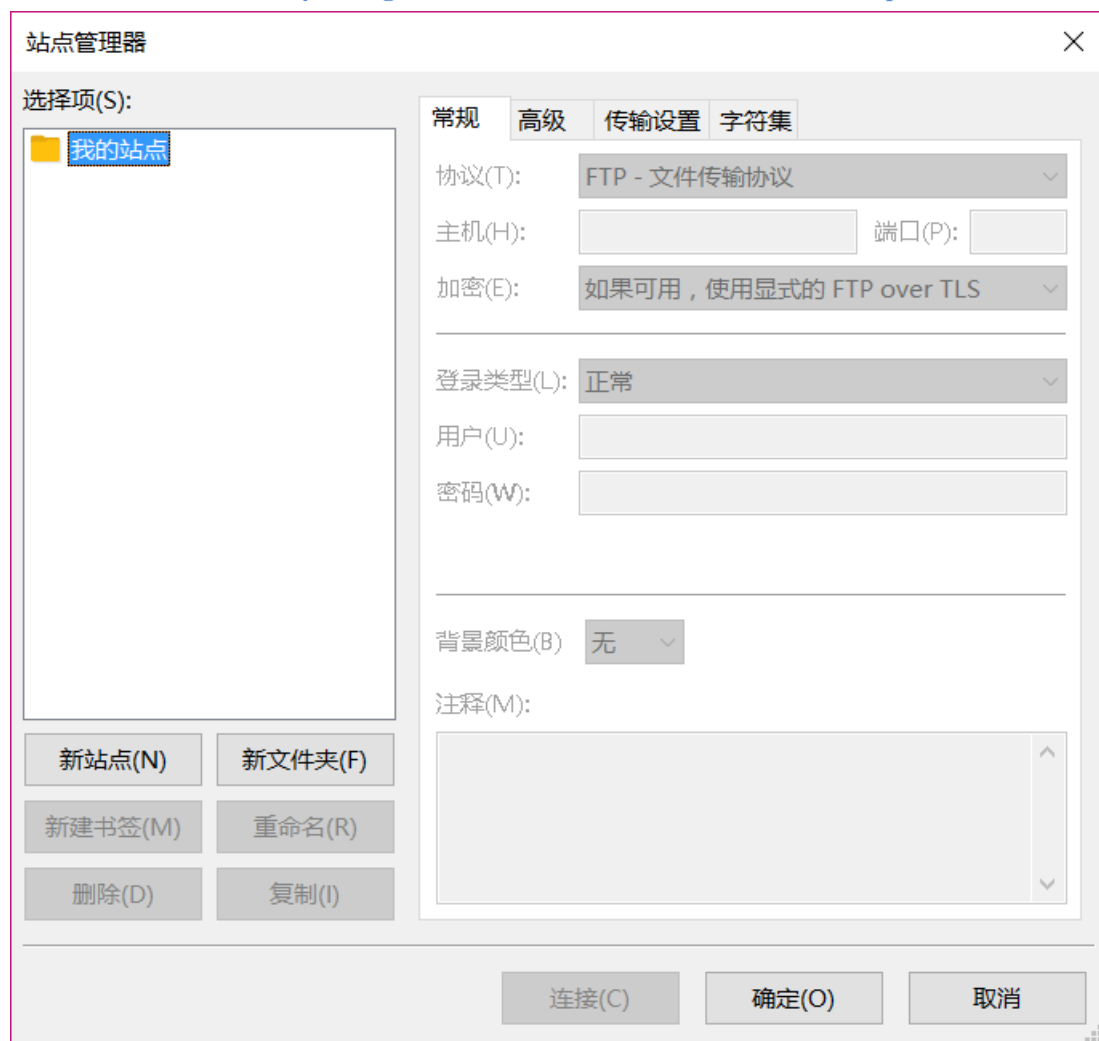 站点管理器
选择项(S):
我的站点
常规 高级 传输设置 字符集
协议(T): FTP - 文件传输协议
主机(H): 端口(P):
加密(E): 如果可用，使用显式的 FTP over TLS
登录类型(L): 正常
用户(U):
密码(W):
背景颜色(B) 无
注释(M):
新站点(N) 新文件夹(F)
新建书签(M) 重命名(R)
删除(D) 复制(I)
连接(C) 确定(O) 取消